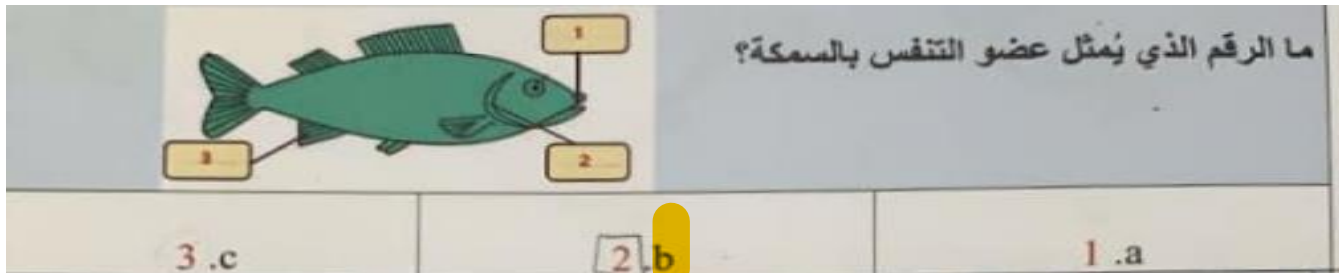 ما الرقم الذي يُمثل عضو التنفس بالسمكة؟
1
2
3
1 .a
2 .b
3 .c